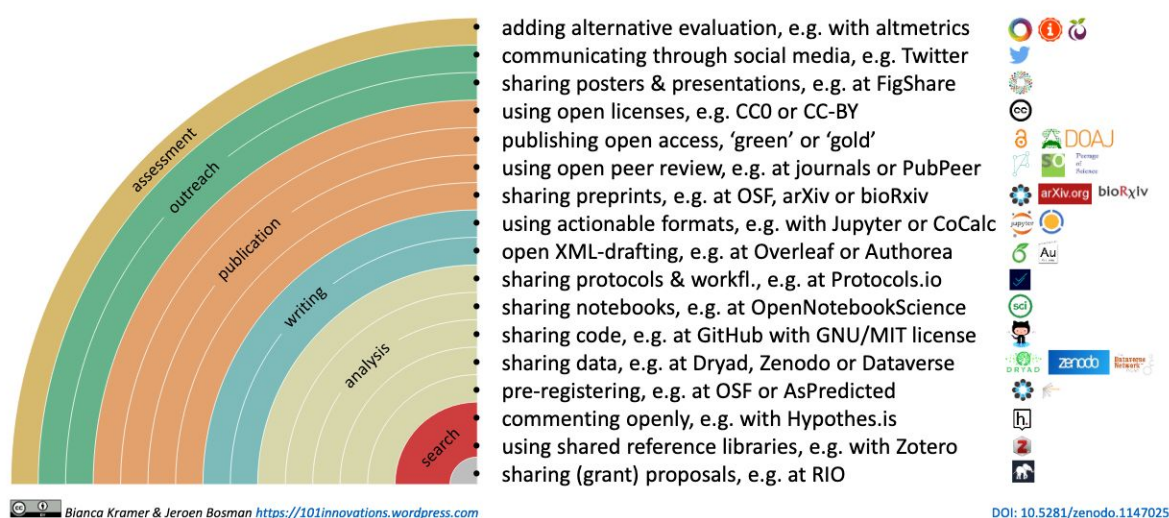 adding alternative evaluation, e.g. with altmetrics
communicating through social media, e.g. Twitter
sharing posters & presentations, e.g. at FigShare
using open licenses, e.g. CC0 or CC-BY
publishing open access, ‘green’ or ‘gold’
using open peer review, e.g. at journals or PubPeer
sharing preprints, e.g. at OSF, arXiv or bioRxiv
using actionable formats, e.g. with Jupyter or CoCalc
open XML-drafting, e.g. at Overleaf or Authorea
sharing protocols & workfl., e.g. at Protocols.io
sharing notebooks, e.g. at OpenNotebookScience
sharing code, e.g. at GitHub with GNU/MIT license
sharing data, e.g. at Dryad, Zenodo or Dataverse
pre-registering, e.g. at OSF or AsPredicted
commenting openly, e.g. with Hypothes.is
using shared reference libraries, e.g. with Zotero
sharing (grant) proposals, e.g. at RIO
assessment
outreach
publication
writing
analysis
search
i
cc
DOAJ
SO
Peerage
of
Science
arXiv.org
bioRχiv
jupyter
Au
sci
DRYAD
zenodo
Dataverse
Network
h.
Z
Bianca Kramer & Jeroen Bosman https://101innovations.wordpress.com
DOI: 10.5281/zenodo.1147025